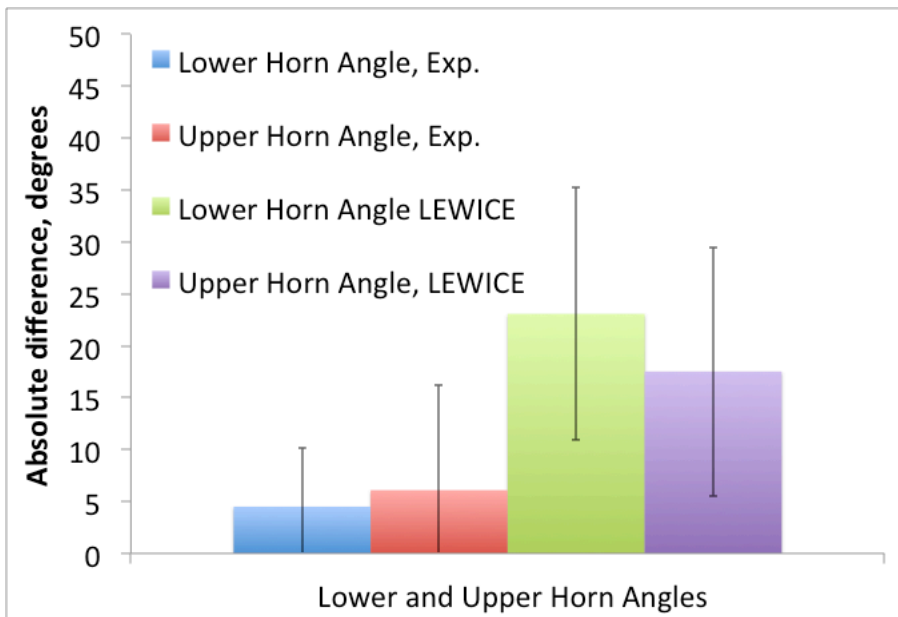 Absolute difference, degrees
50
45
40
35
30
25
20
15
10
5
0
Lower Horn Angle, Exp.
Upper Horn Angle, Exp.
Lower Horn Angle LEWICE
Upper Horn Angle, LEWICE
Lower and Upper Horn Angles